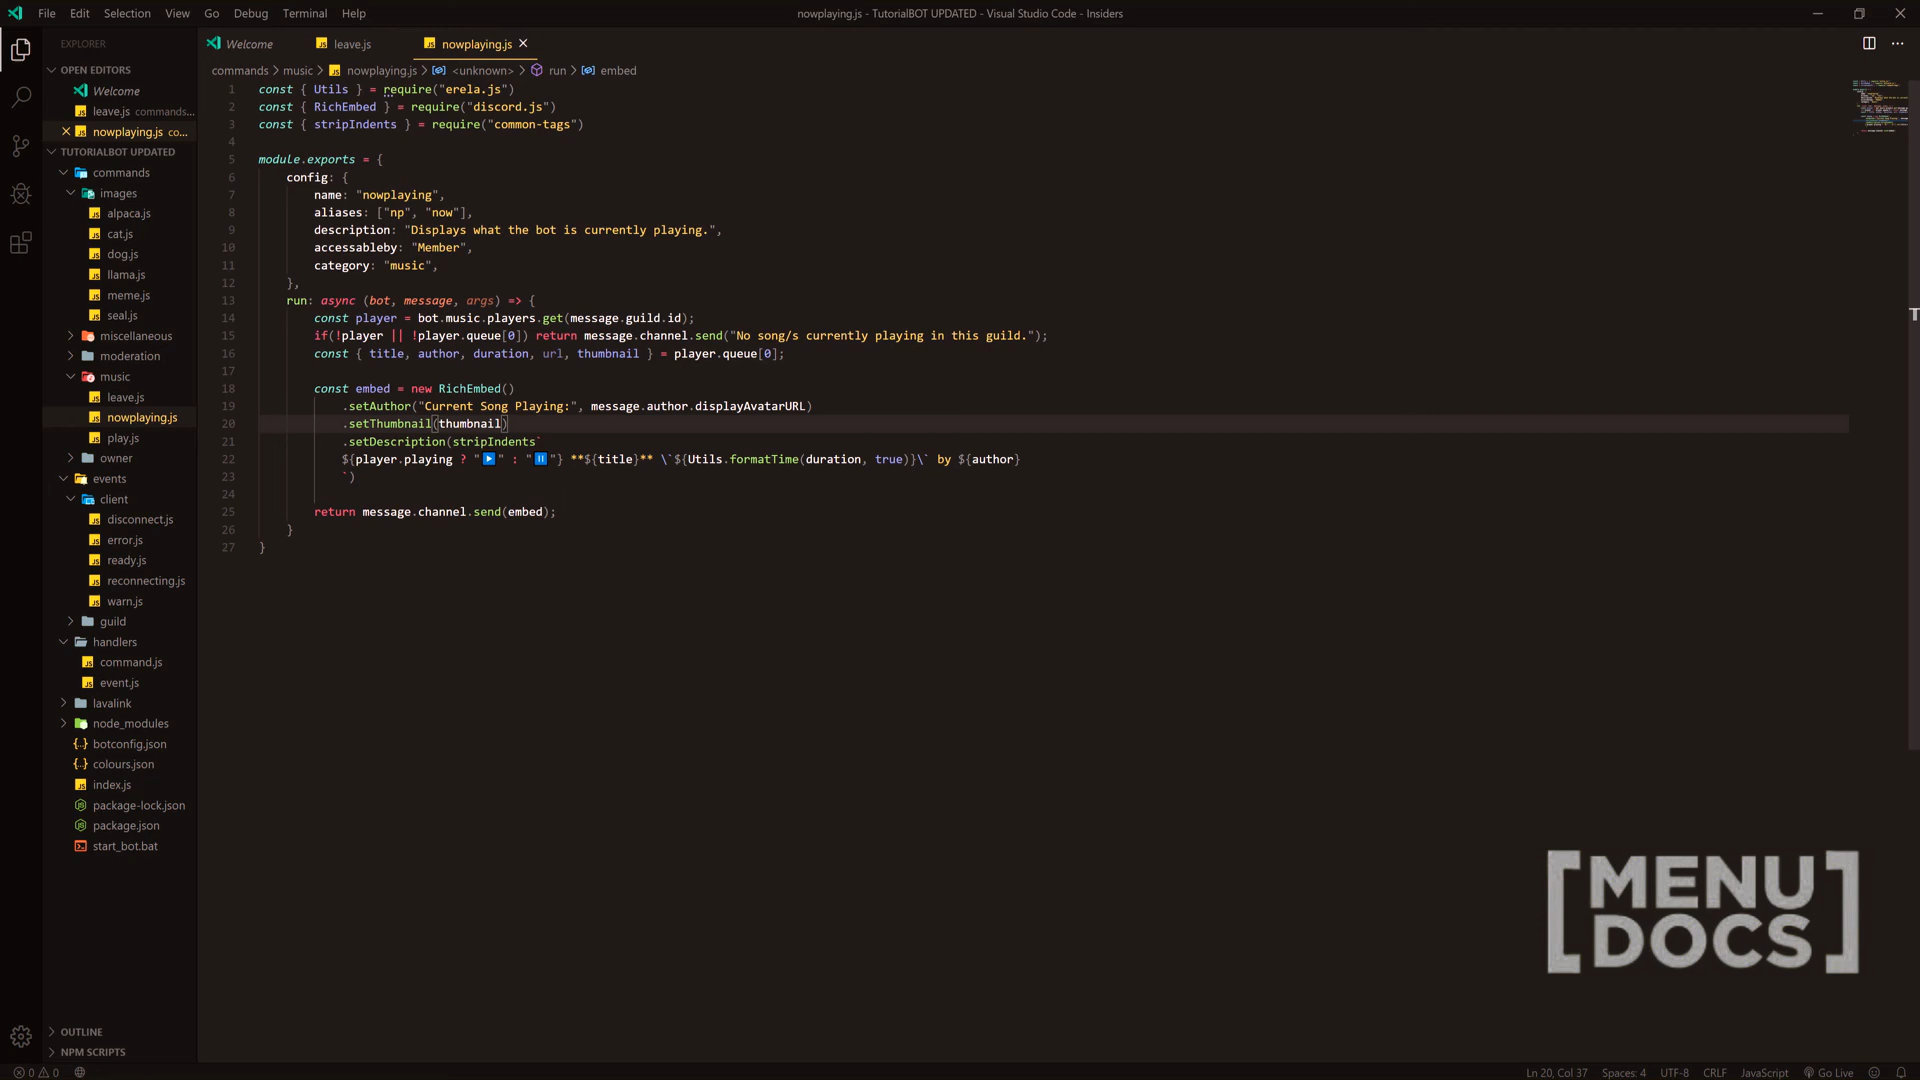 File Edit Selection View Go Debug Terminal Help
nowplaying.js - TutorialBOT UPDATED - Visual Studio Code - Insiders
EXPLORER
OPEN EDITORS
Welcome
leave.js commands...
nowplaying.js co...
TUTORIALBOT UPDATED
commands
images
alpaca.js
cat.js
dog.js
llama.js
meme.js
seal.js
miscellaneous
moderation
music
leave.js
nowplaying.js
play.js
owner
events
client
disconnect.js
error.js
ready.js
reconnecting.js
warn.js
guild
handlers
command.js
event.js
lavalink
node_modules
botconfig.json
colours.json
index.js
package-lock.json
package.json
start_bot.bat
OUTLINE
NPM SCRIPTS
Welcome leave.js nowplaying.js
commands > music > nowplaying.js > <unknown> > run > embed
1 const { Utils } = require("erela.js")
2 const { RichEmbed } = require("discord.js")
3 const { stripIndents } = require("common-tags")
4
5 module.exports = {
6 config: {
7 name: "nowplaying",
8 aliases: ["np", "now"],
9 description: "Displays what the bot is currently playing.",
10 accessableby: "Member",
11 category: "music",
12 },
13 run: async (bot, message, args) => {
14 const player = bot.music.players.get(message.guild.id);
15 if(!player || !player.queue[0]) return message.channel.send("No song/s currently playing in this guild.");
16 const { title, author, duration, url, thumbnail } = player.queue[0];
17
18 const embed = new RichEmbed()
19 .setAuthor("Current Song Playing:", message.author.displayAvatarURL)
20 .setThumbnail(thumbnail)
21 .setDescription(stripIndents`
22 ${player.playing ? "▶️" : "⏸️"} **${title}** \`${Utils.formatTime(duration, true)}\` by ${author}
23 `)
24
25 return message.channel.send(embed);
26 }
27 }
[MENU
DOCS]
0 0
Ln 20, Col 37 Spaces: 4 UTF-8 CRLF JavaScript Go Live